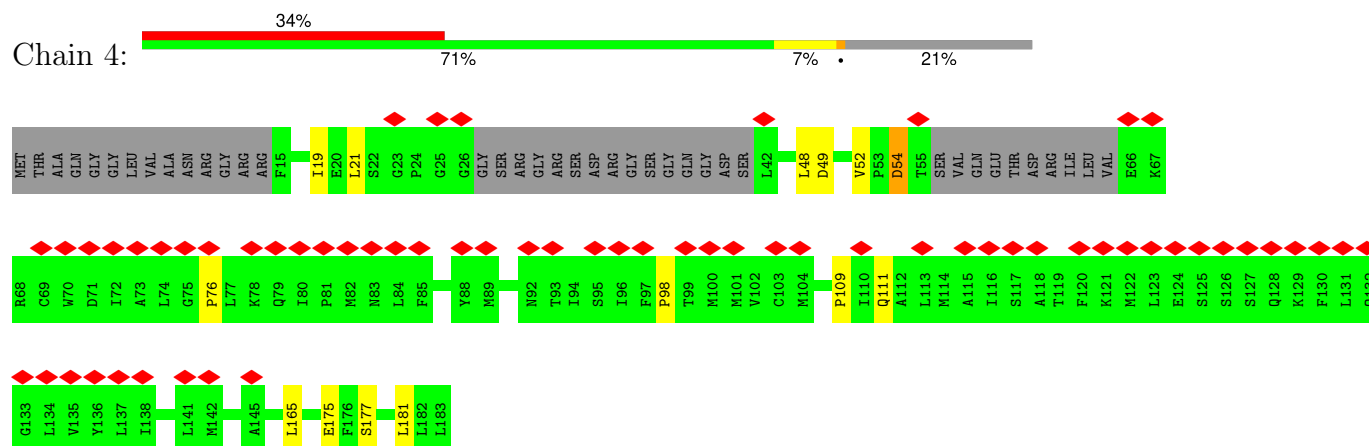 34%
Chain 4:
71% 7% • 21%
MET THR ALA GLN GLY GLY LEU VAL ALA ASN ARG GLY ARG ARG F15 I19 E20 L21 S22 G23 P24 G25 G26 GLY SER ARG GLY ARG SER ASP ARG GLY SER GLY GLN GLY ASP SER L42 L48 D49 V52 P53 D54 T55 SER VAL GLN GLU THR ASP ARG ILE LEU VAL E66 K67
R68 C69 W70 D71 I72 A73 L74 G75 P76 L77 K78 Q79 I80 P81 M82 N83 L84 F85 Y88 M89 N92 T93 I94 S95 I96 F97 P98 T99 M100 M101 V102 C103 M104 P109 I110 Q111 A112 L113 M114 A115 I116 S117 A118 T119 F120 K121 M122 L123 E124 S125 S126 S127 Q128 K129 F130 L131
G133 L134 V135 Y136 L137 I138 L141 M142 A145 L165 E175 F176 S177 L181 L182 L183